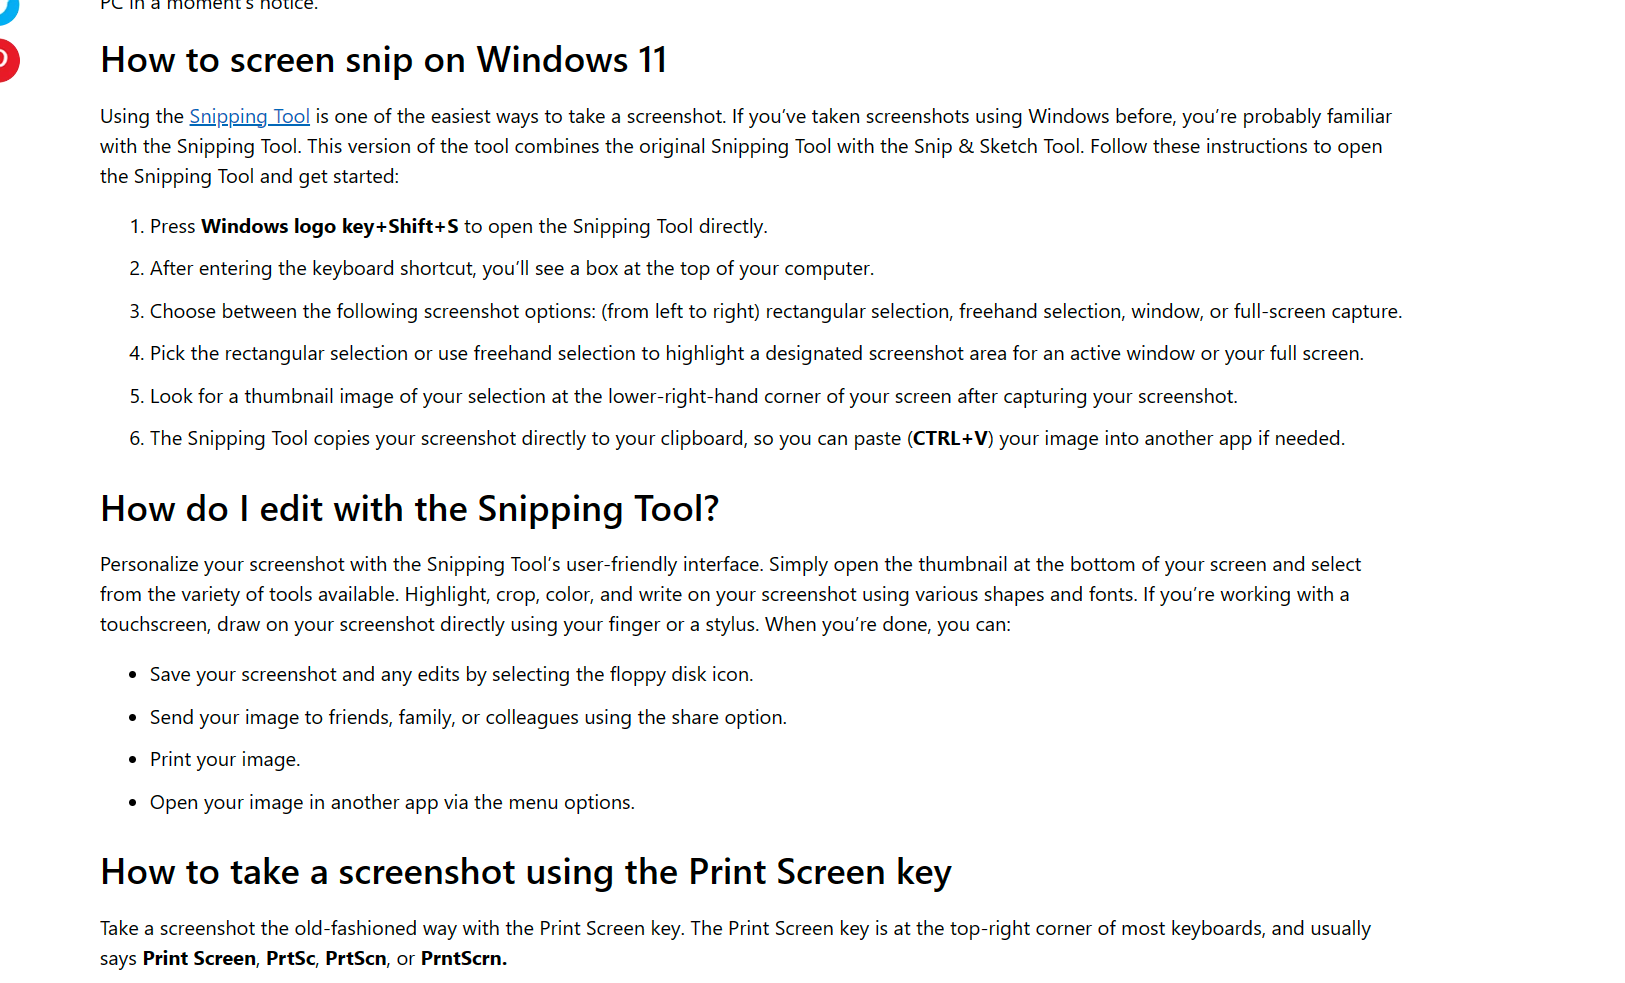 PC in a moment's notice.
How to screen snip on Windows 11
Using the Snipping Tool is one of the easiest ways to take a screenshot. If you’ve taken screenshots using Windows before, you’re probably familiar
with the Snipping Tool. This version of the tool combines the original Snipping Tool with the Snip & Sketch Tool. Follow these instructions to open
the Snipping Tool and get started:
1. Press Windows logo key+Shift+S to open the Snipping Tool directly.
2. After entering the keyboard shortcut, you’ll see a box at the top of your computer.
3. Choose between the following screenshot options: (from left to right) rectangular selection, freehand selection, window, or full-screen capture.
4. Pick the rectangular selection or use freehand selection to highlight a designated screenshot area for an active window or your full screen.
5. Look for a thumbnail image of your selection at the lower-right-hand corner of your screen after capturing your screenshot.
6. The Snipping Tool copies your screenshot directly to your clipboard, so you can paste (CTRL+V) your image into another app if needed.
How do I edit with the Snipping Tool?
Personalize your screenshot with the Snipping Tool’s user-friendly interface. Simply open the thumbnail at the bottom of your screen and select
from the variety of tools available. Highlight, crop, color, and write on your screenshot using various shapes and fonts. If you’re working with a
touchscreen, draw on your screenshot directly using your finger or a stylus. When you’re done, you can:
• Save your screenshot and any edits by selecting the floppy disk icon.
• Send your image to friends, family, or colleagues using the share option.
• Print your image.
• Open your image in another app via the menu options.
How to take a screenshot using the Print Screen key
Take a screenshot the old-fashioned way with the Print Screen key. The Print Screen key is at the top-right corner of most keyboards, and usually
says Print Screen, PrtSc, PrtScn, or PrntScrn.